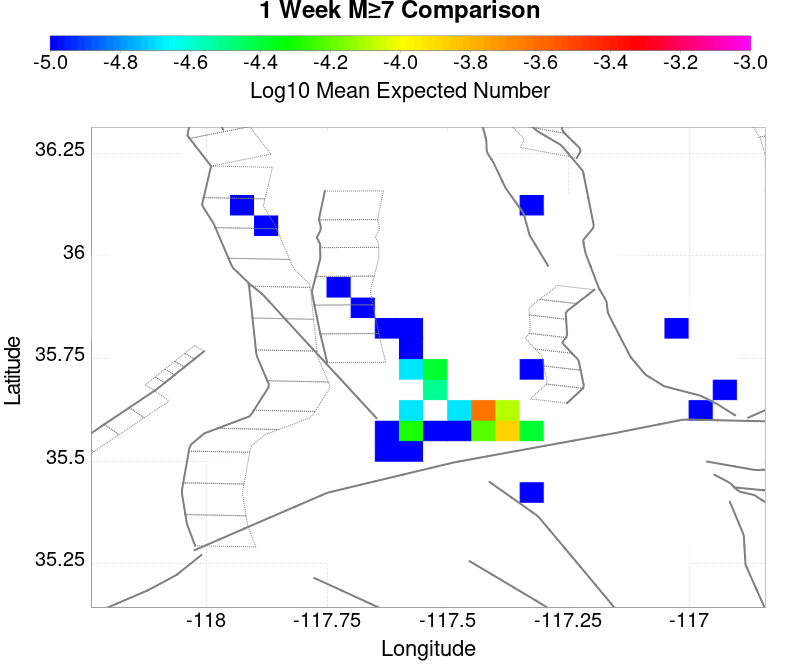 1 Week M≥7 Comparison
-5.0 -4.8 -4.6 -4.4 -4.2 -4.0 -3.8 -3.6 -3.4 -3.2 -3.0
Log10 Mean Expected Number
36.25
36
35.75
35.5
35.25
Latitude
-118 -117.75 -117.5 -117.25 -117
Longitude